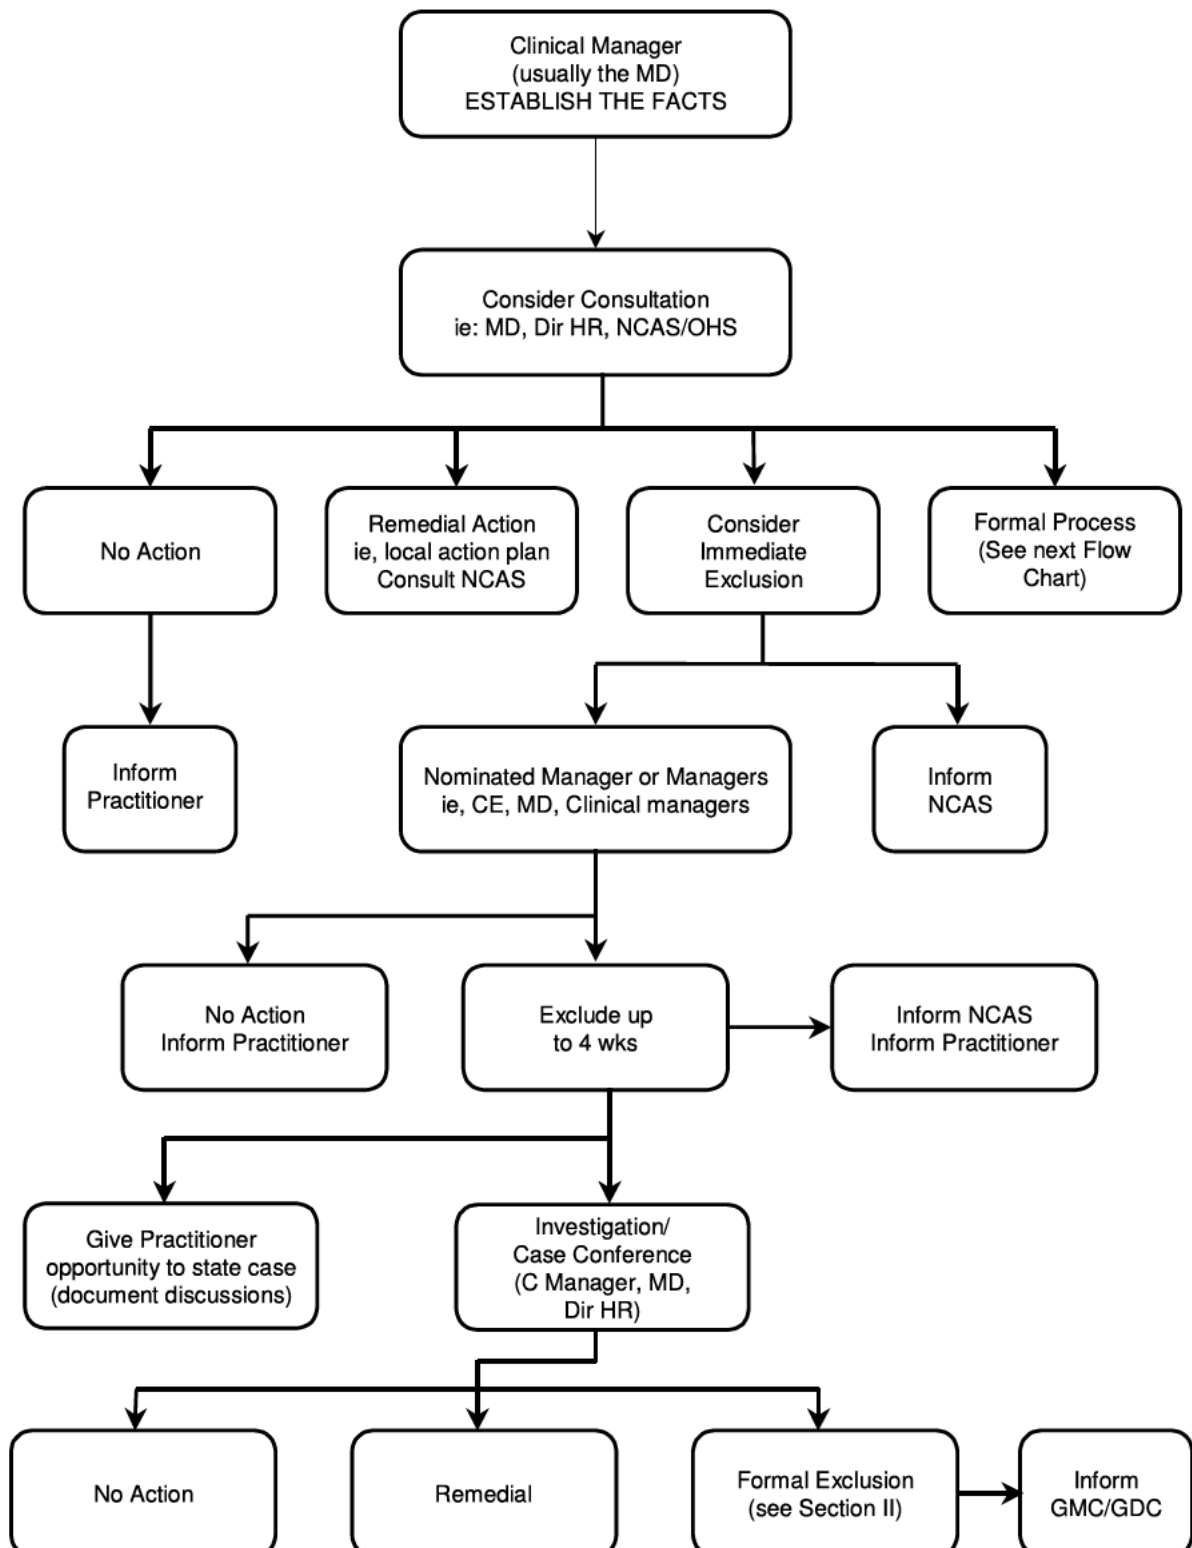 Clinical Manager
(usually the MD)
ESTABLISH THE FACTS
Consider Consultation
ie: MD, Dir HR, NCAS/OHS
No Action
Remedial Action
ie, local action plan
Consult NCAS
Consider
Immediate
Exclusion
Formal Process
(See next Flow
Chart)
Inform
Practitioner
Nominated Manager or Managers
ie, CE, MD, Clinical managers
Inform
NCAS
No Action
Inform Practitioner
Exclude up
to 4 wks
Inform NCAS
Inform Practitioner
Give Practitioner
opportunity to state case
(document discussions)
Investigation/
Case Conference
(C Manager, MD,
Dir HR)
No Action
Remedial
Formal Exclusion
(see Section II)
Inform
GMC/GDC